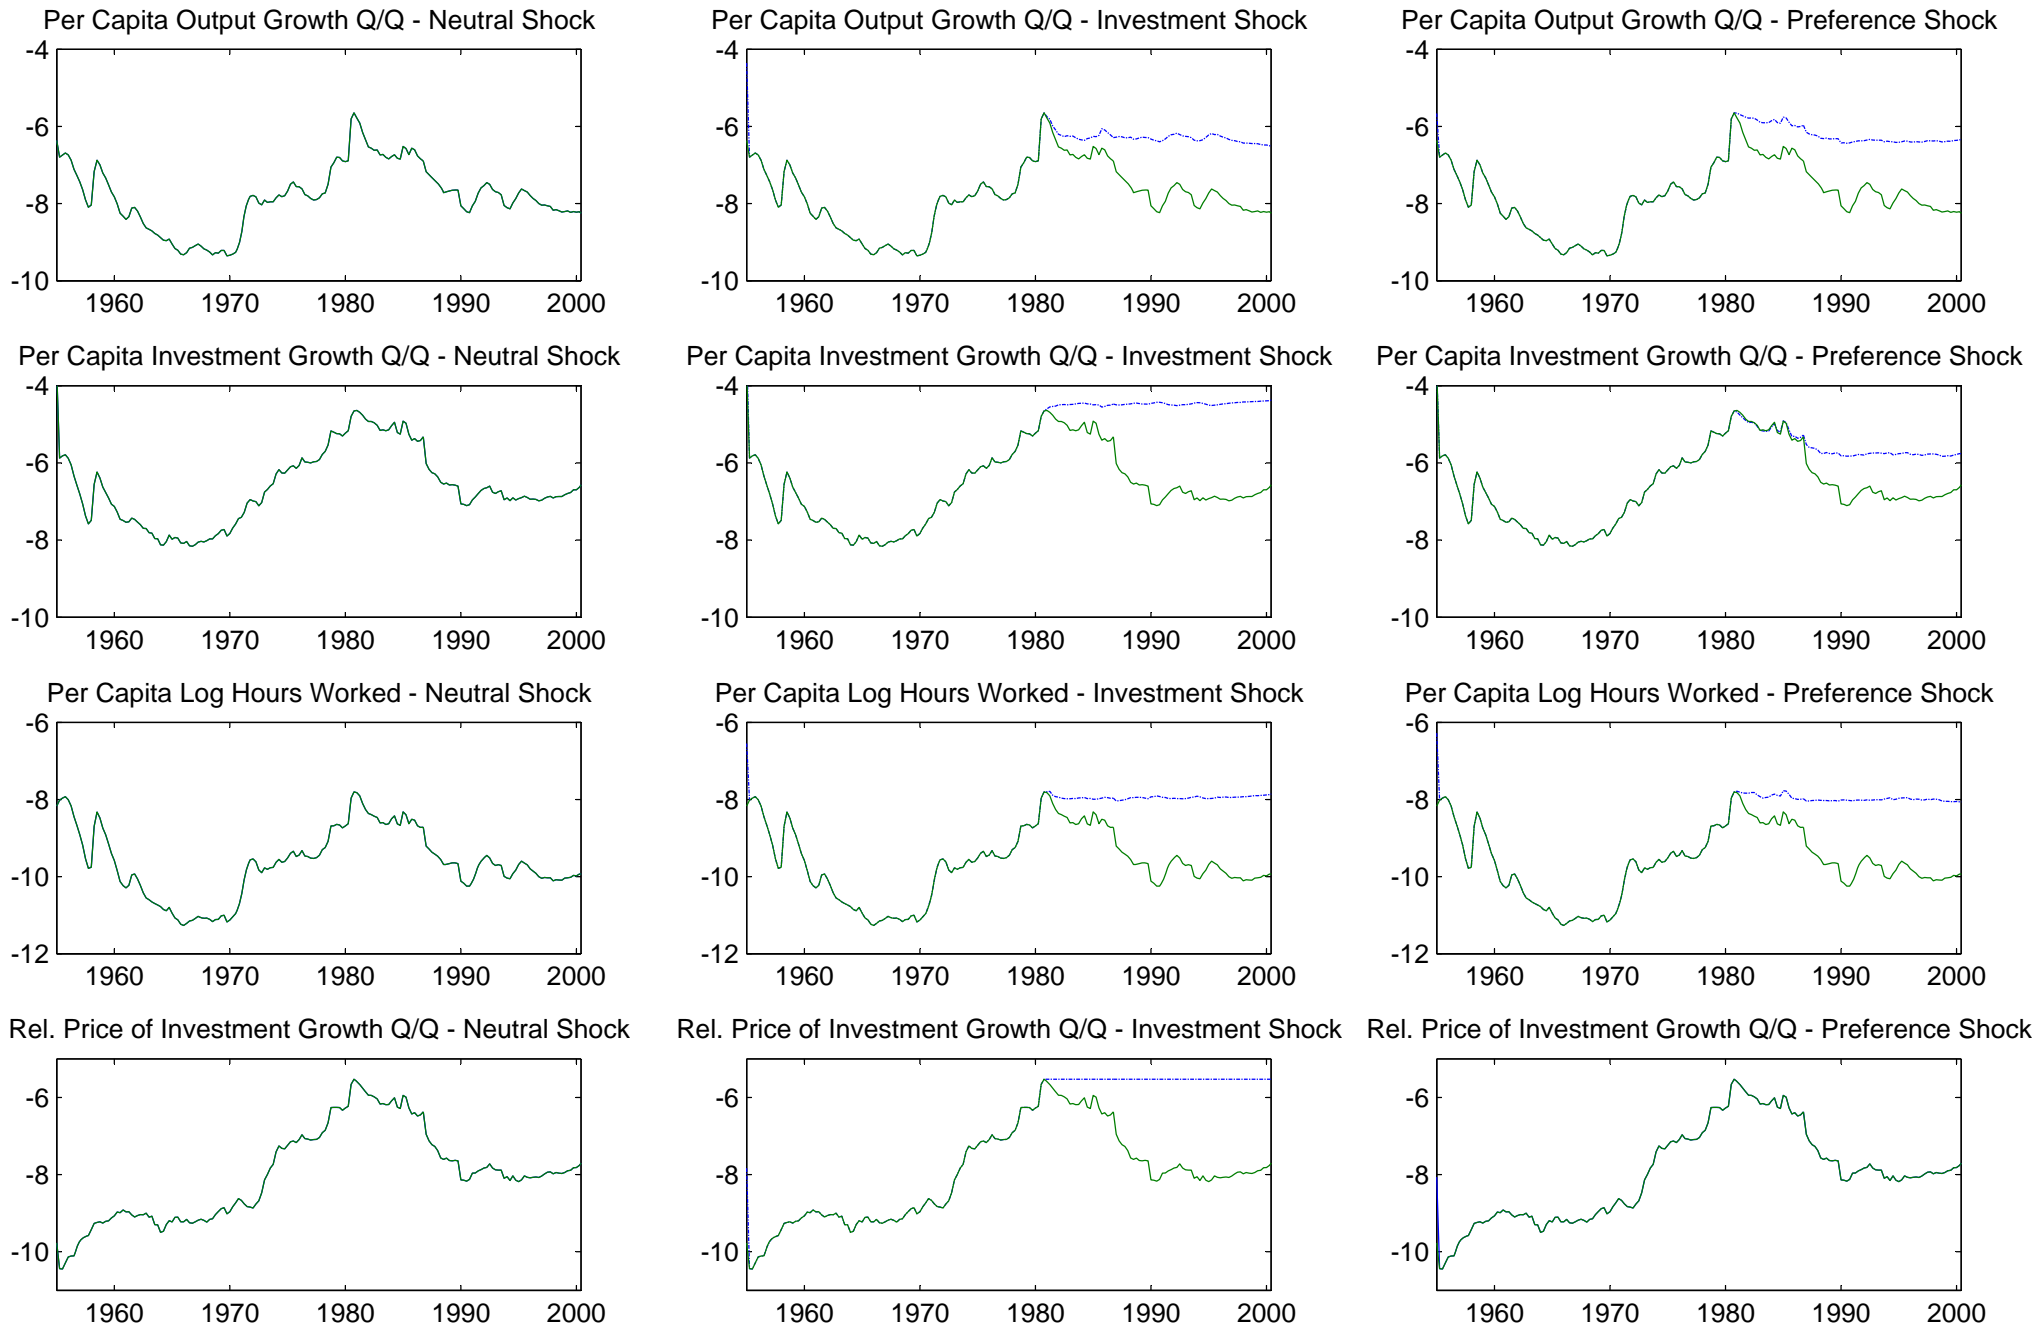 Per Capita Output Growth Q/Q - Neutral Shock
-4
-6
-8
-10
1960 1970 1980 1990 2000
Per Capita Output Growth Q/Q - Investment Shock
-4
-6
-8
-10
1960 1970 1980 1990 2000
Per Capita Output Growth Q/Q - Preference Shock
-4
-6
-8
-10
1960 1970 1980 1990 2000
Per Capita Investment Growth Q/Q - Neutral Shock
-4
-6
-8
-10
1960 1970 1980 1990 2000
Per Capita Investment Growth Q/Q - Investment Shock
-4
-6
-8
-10
1960 1970 1980 1990 2000
Per Capita Investment Growth Q/Q - Preference Shock
-4
-6
-8
-10
1960 1970 1980 1990 2000
Per Capita Log Hours Worked - Neutral Shock
-6
-8
-10
-12
1960 1970 1980 1990 2000
Per Capita Log Hours Worked - Investment Shock
-6
-8
-10
-12
1960 1970 1980 1990 2000
Per Capita Log Hours Worked - Preference Shock
-6
-8
-10
-12
1960 1970 1980 1990 2000
Rel. Price of Investment Growth Q/Q - Neutral Shock
-6
-8
-10
1960 1970 1980 1990 2000
Rel. Price of Investment Growth Q/Q - Investment Shock
-6
-8
-10
1960 1970 1980 1990 2000
Rel. Price of Investment Growth Q/Q - Preference Shock
-6
-8
-10
1960 1970 1980 1990 2000